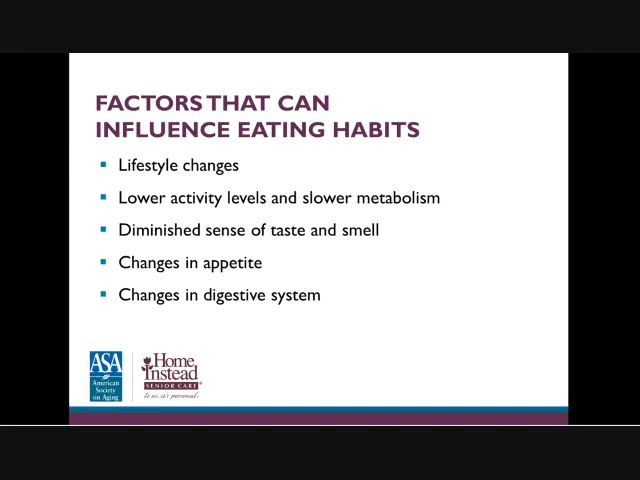 FACTORS THAT CAN
INFLUENCE EATING HABITS
Lifestyle changes
Lower activity levels and slower metabolism
Diminished sense of taste and smell
Changes in appetite
Changes in digestive system
ASA
American
Society
on Aging
Home
Instead
SENIOR CARE®
To us, it's personal.